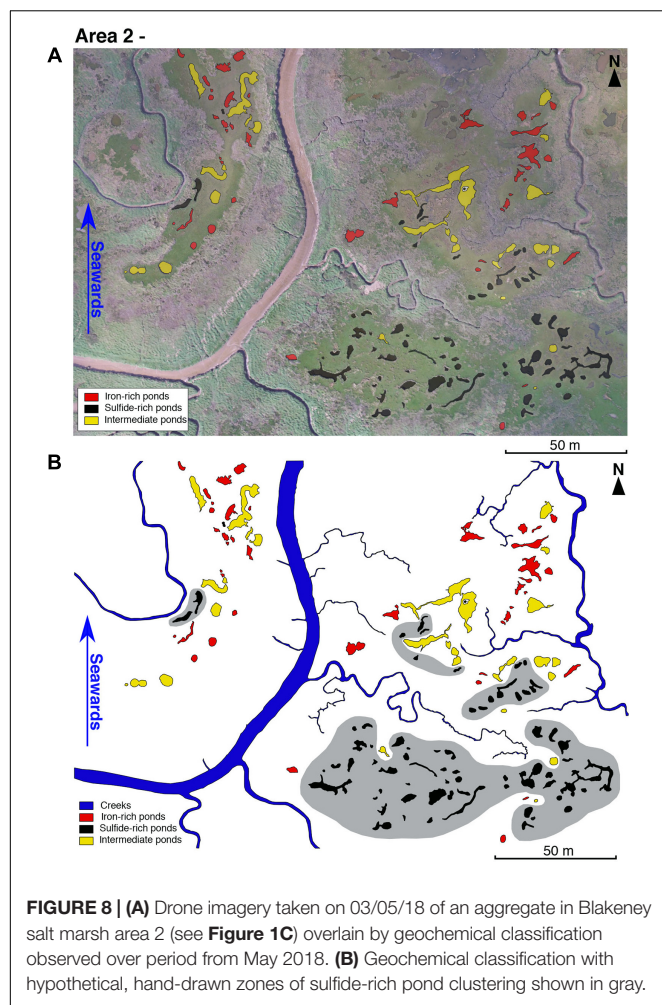 Area 2 -
A
N
Seawards
Iron-rich ponds
Sulfide-rich ponds
Intermediate ponds
50 m
B
N
Seawards
Creeks
Iron-rich ponds
Sulfide-rich ponds
Intermediate ponds
50 m
FIGURE 8 | (A) Drone imagery taken on 03/05/18 of an aggregate in Blakeney
salt marsh area 2 (see Figure 1C) overlain by geochemical classification
observed over period from May 2018. (B) Geochemical classification with
hypothetical, hand-drawn zones of sulfide-rich pond clustering shown in gray.